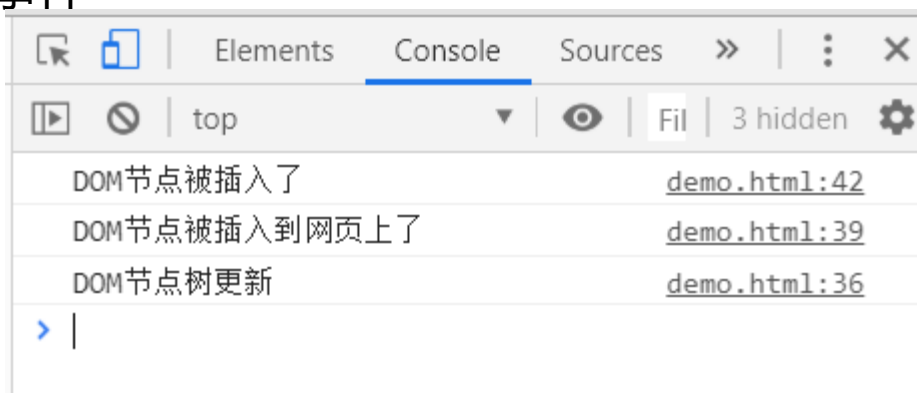 Elements Console Sources »
top Fil 3 hidden
DOM节点被插入了 demo.html:42
DOM节点被插入到网页上了 demo.html:39
DOM节点树更新 demo.html:36
>